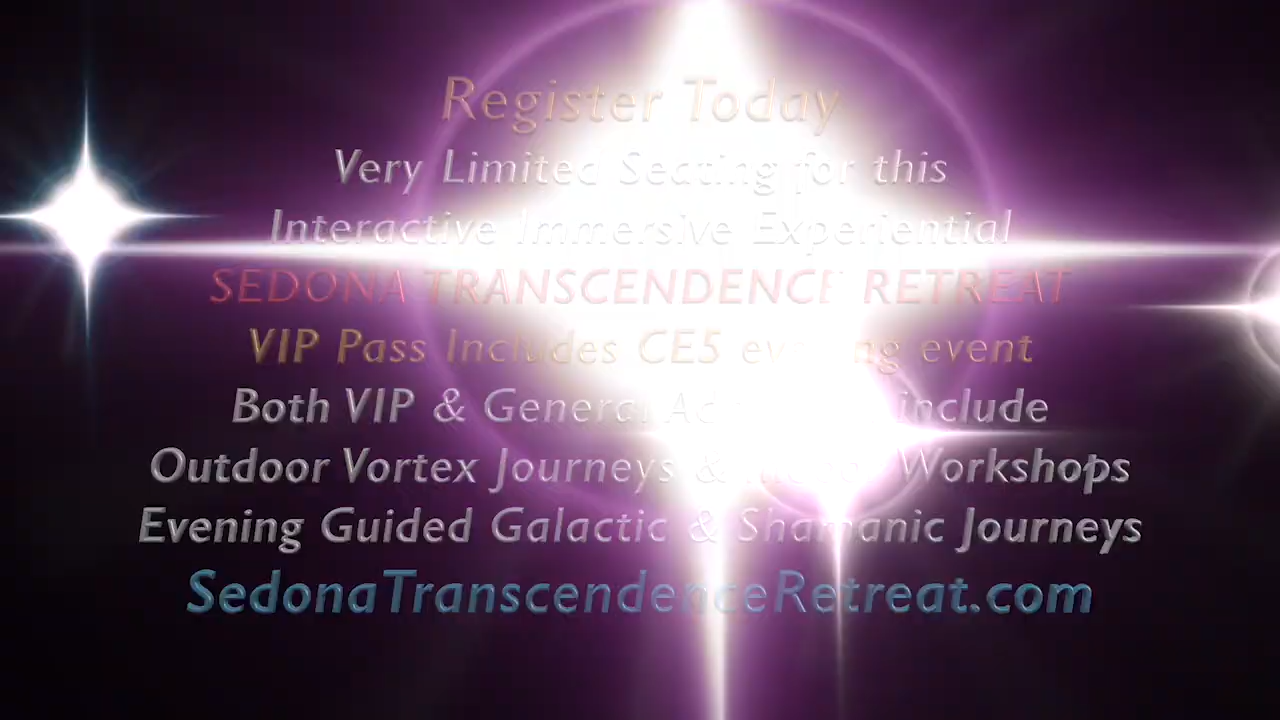 Register Today
Very Limited Seating for this
Interactive Immersive Experiential
SEDONA TRANSCENDENCE RETREAT
VIP Pass Includes CE5 evening event
Both VIP & General include
Outdoor Vortex Journeys & Workshops
Evening Guided Galactic & Shamanic Journeys
SedonaTranscendenceRetreat.com